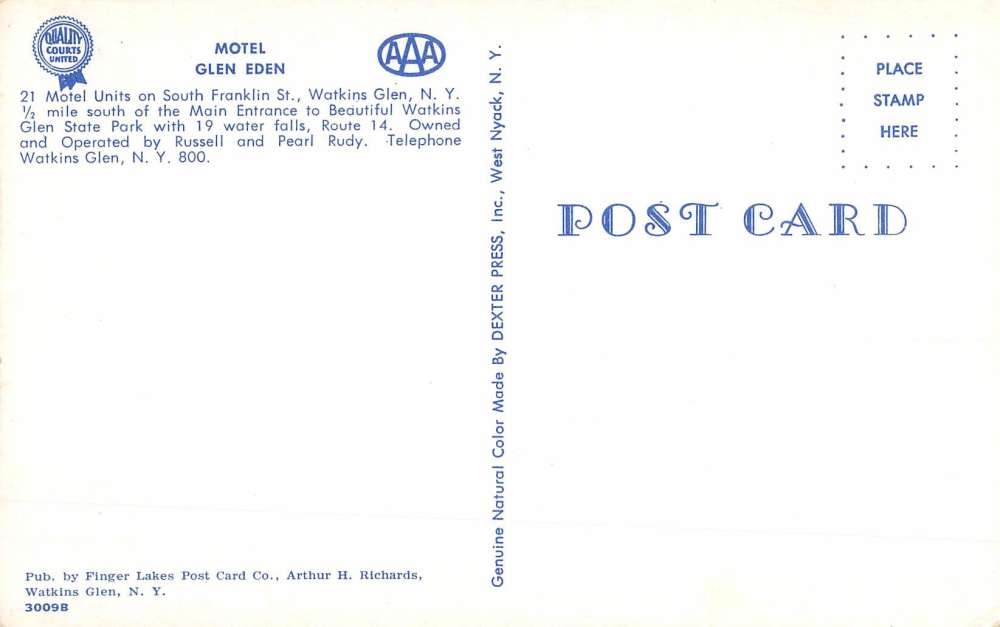 QUALITY
COURTS
UNITED
MOTEL
GLEN EDEN
AAA
21 Motel Units on South Franklin St., Watkins Glen, N. Y.
½ mile south of the Main Entrance to Beautiful Watkins
Glen State Park with 19 water falls, Route 14. Owned
and Operated by Russell and Pearl Rudy. Telephone
Watkins Glen, N. Y. 800.
Pub. by Finger Lakes Post Card Co., Arthur H. Richards,
Watkins Glen, N. Y.
3009B
Genuine Natural Color Made By DEXTER PRESS, Inc., West Nyack, N. Y.
PLACE
STAMP
HERE
POST CARD